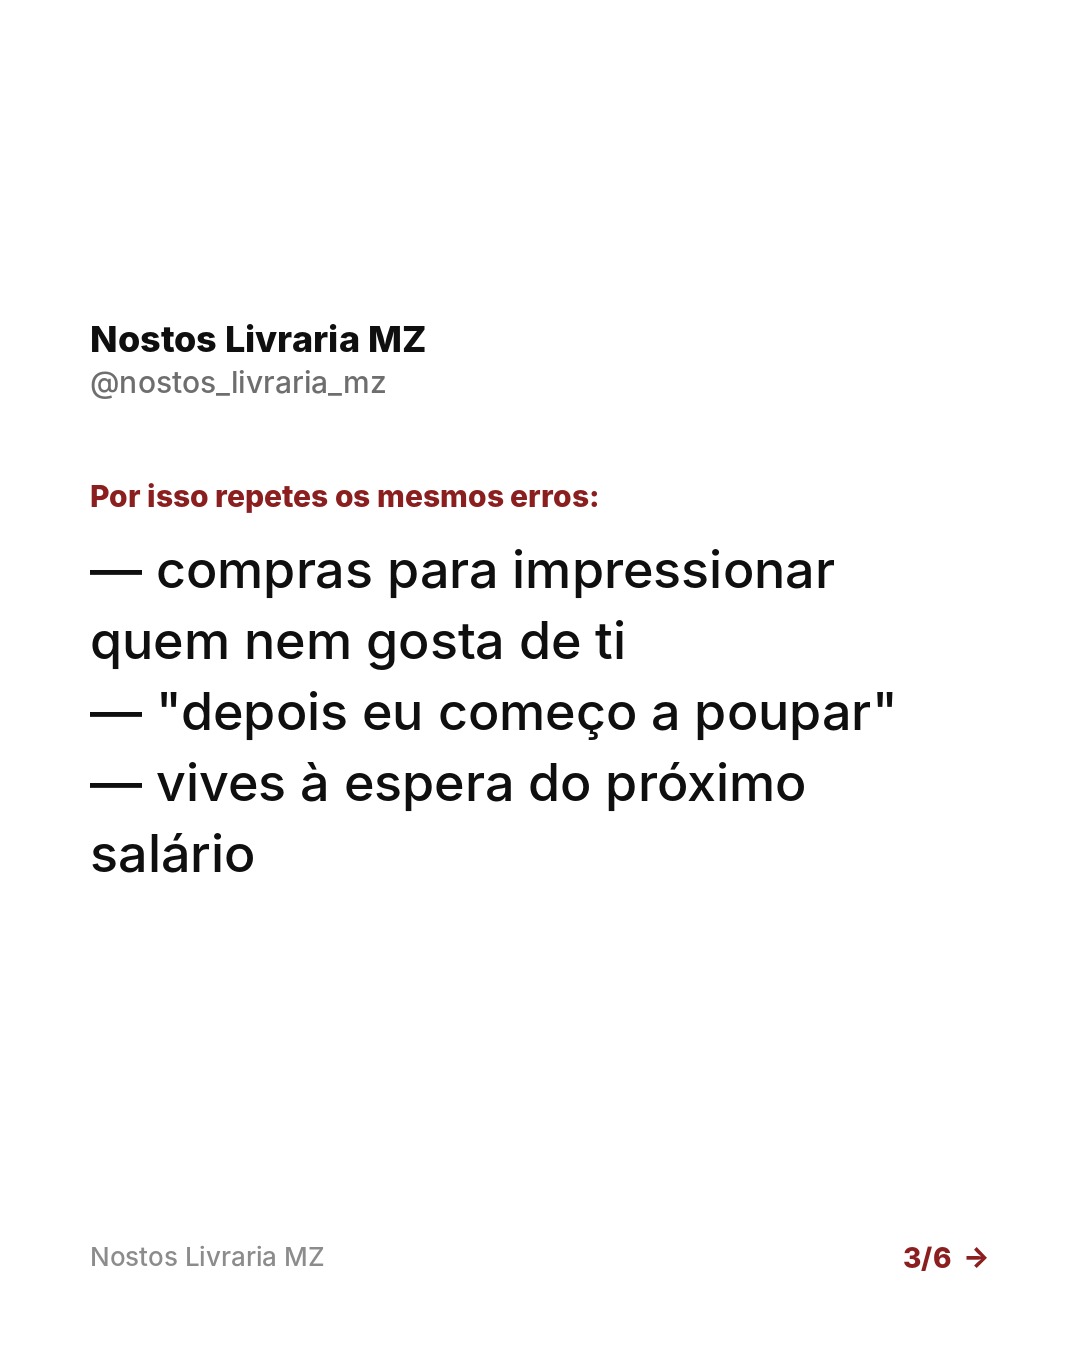 Nostos Livraria MZ
@nostos_livraria_mz
Por isso repetes os mesmos erros:
— compras para impressionar
quem nem gosta de ti
— "depois eu começo a poupar"
— vives à espera do próximo
salário
Nostos Livraria MZ
3/6 →